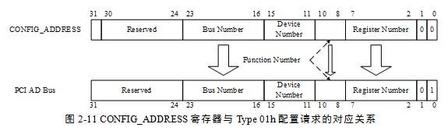 31 30 24 23 16 15 11 10 8 7 2 1 0
CONFIG_ADDRESS Reserved Bus Number Device Number Register Number 0 0
Function Number
31 30 24 23 16 15 11 10 8 7 2 1 0
PCI AD Bus Reserved Bus Number Device Number Register Number 0 1
图 2-11 CONFIG_ADDRESS 寄存器与 Type 01h 配置请求的对应关系